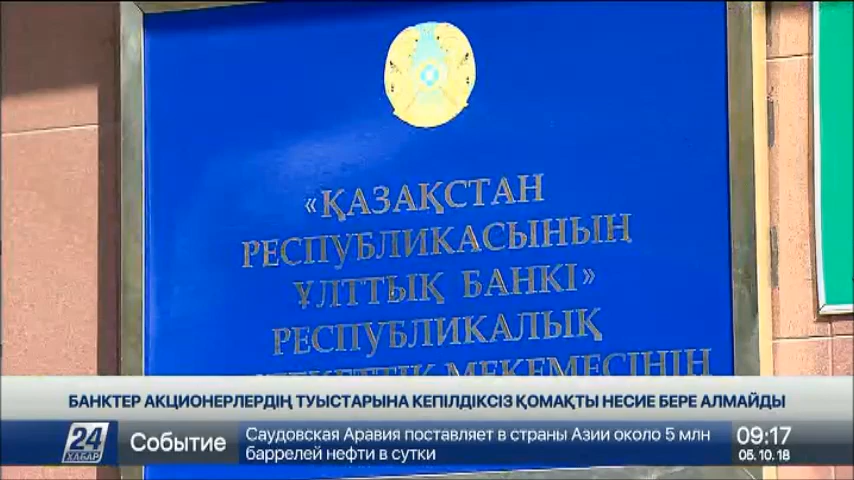 «ҚАЗАҚСТАН
РЕСПУБЛИКАСЫНЫҢ
ҰЛТТЫҚ БАНКІ»
РЕСПУБЛИКАЛЫҚ
МЕКЕМЕСІНІҢ
БАНКТЕР АКЦИОНЕРЛЕРДІҢ ТУЫСТАРЫНА КЕПІЛДІКСІЗ ҚОМАҚТЫ НЕСИЕ БЕРЕ АЛМАЙДЫ
24
ХАБАР
Событие
Саудовская Аравия поставляет в страны Азии около 5 млн
баррелей нефти в сутки
09:17
05.10.18